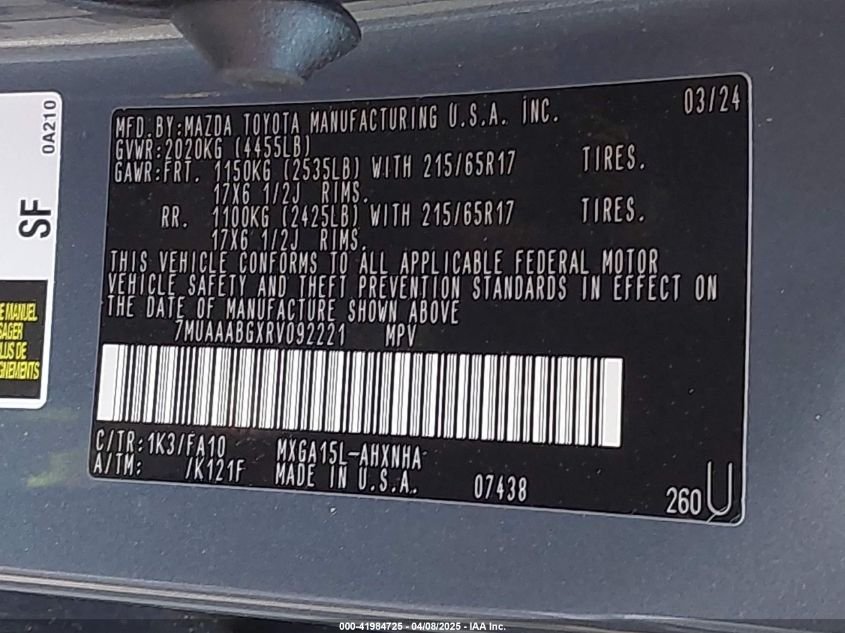 0A210
SF
E MANUEL
SAGER
LUS DE
GNEMENTS
MFD.BY:MAZDA TOYOTA MANUFACTURING U.S.A. INC. 03/24
GVWR:2020KG (4455LB)
GAWR:FRT. 1150KG (2535LB) WITH 215/65R17 TIRES.
17X6 1/2J RIMS.
RR. 1100KG (2425LB) WITH 215/65R17 TIRES.
17X6 1/2J RIMS.
THIS VEHICLE CONFORMS TO ALL APPLICABLE FEDERAL MOTOR
VEHICLE SAFETY AND THEFT PREVENTION STANDARDS IN EFFECT ON
THE DATE OF MANUFACTURE SHOWN ABOVE
7MUAAABGXRV092221 MPV
C/TR:1K3/FA10 MXGA15L-AHXNHA
A/TM: /K121F MADE IN U.S.A. 07438 260U
000-41984725 - 04/08/2025 - IAA Inc.